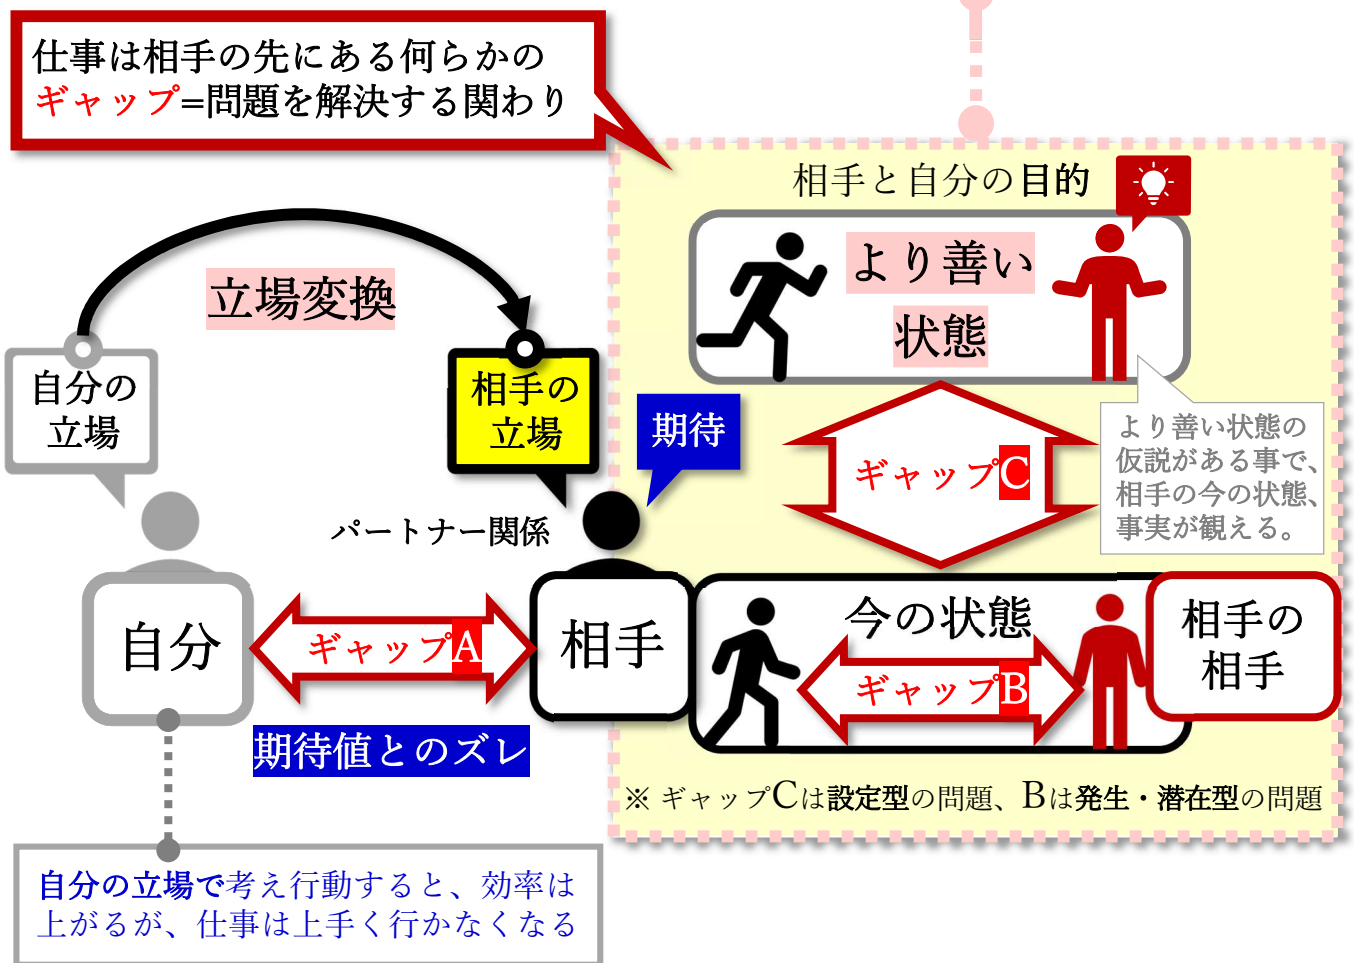 仕事は相手の先にある何らかの
ギャップ=問題を解決する関わり
相手と自分の目的
より善い
状態
立場変換
自分の
立場
相手の
立場
期待
ギャップC
より善い状態の
仮説がある事で、
相手の今の状態、
事実が観える。
パートナー関係
自分
ギャップA
相手
今の状態
ギャップB
相手の
相手
期待値とのズレ
※ ギャップCは設定型の問題、Bは発生・潜在型の問題
自分の立場で考え行動すると、効率は
上がるが、仕事は上手く行かなくなる